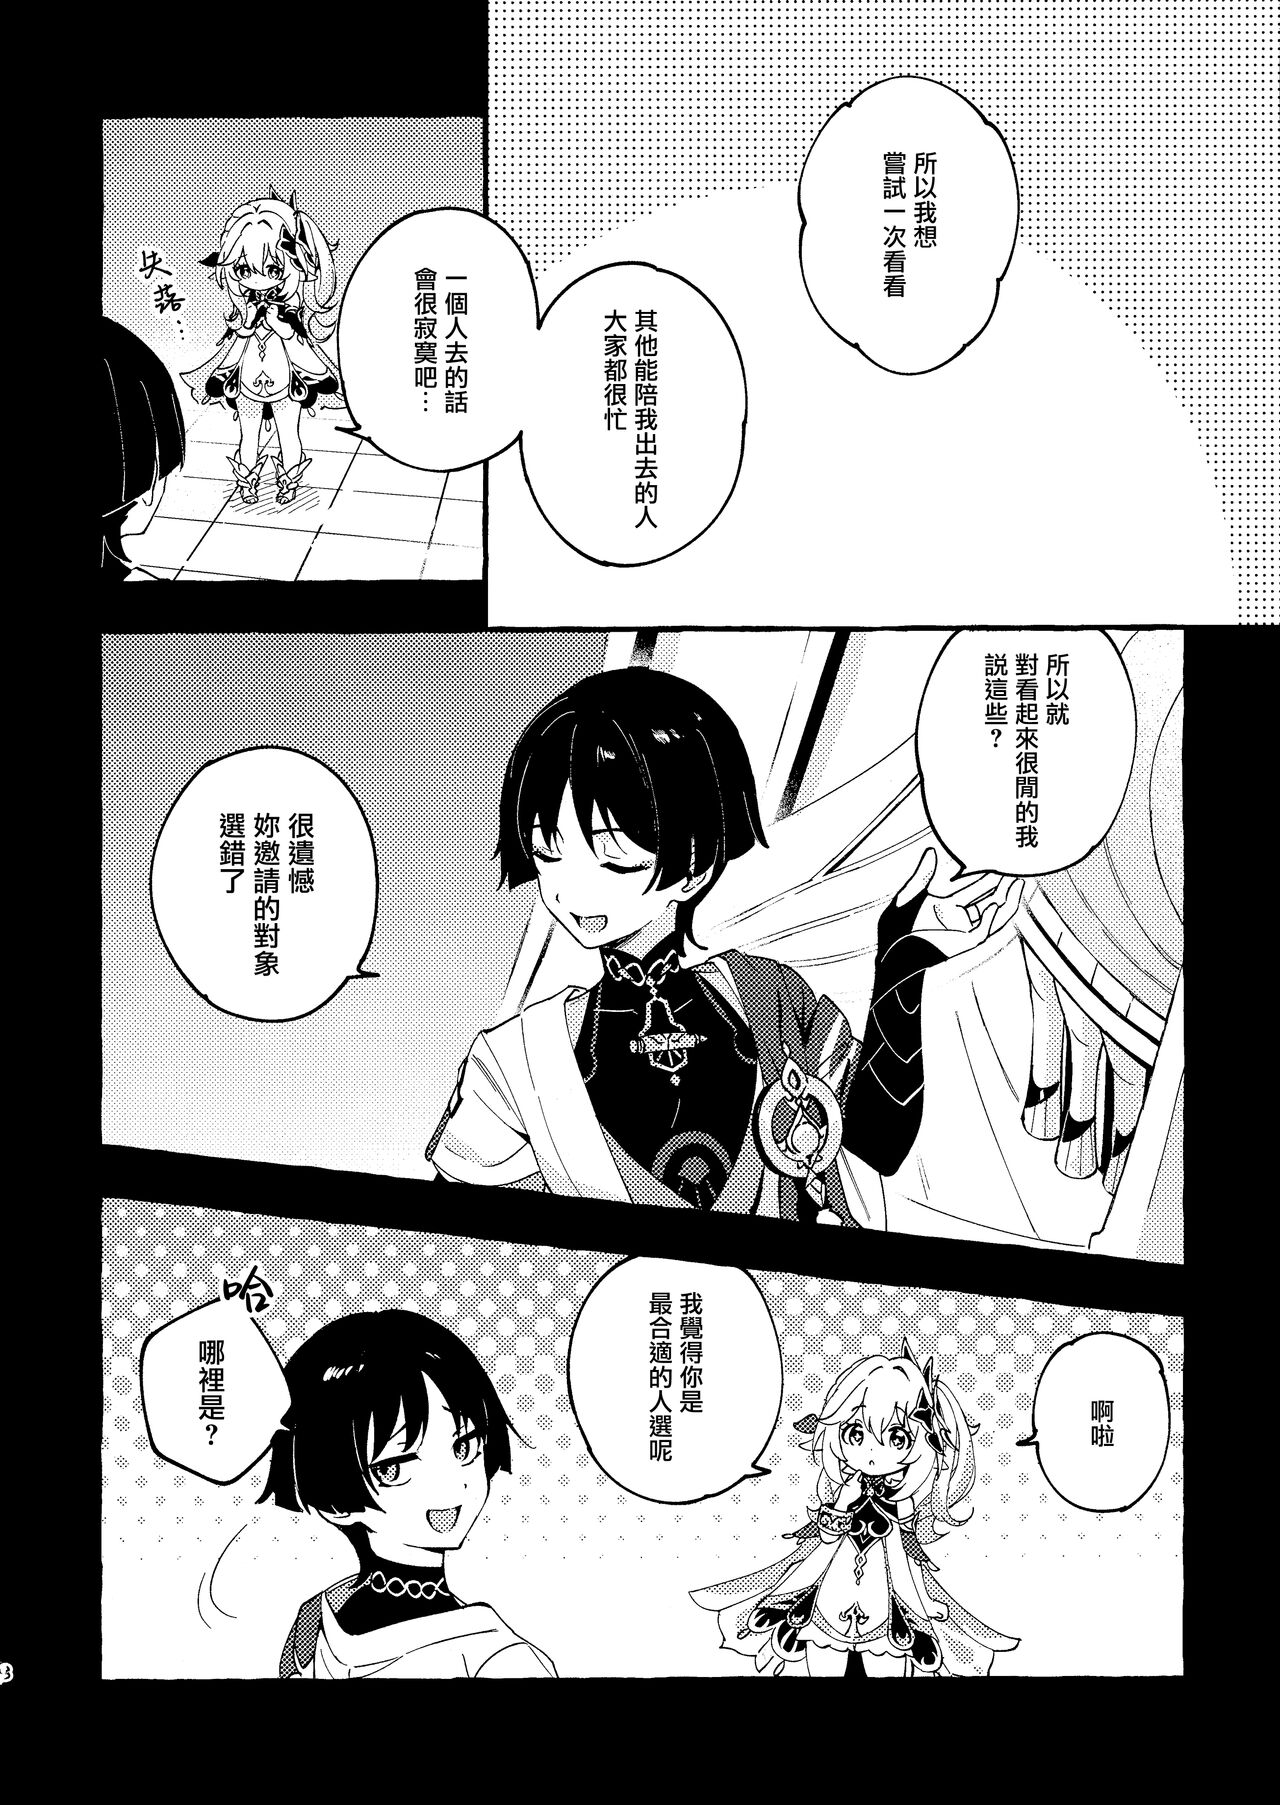 所以我想
嘗試一次看看
其他能陪我出去的人
大家都很忙
一個人去的話
會很寂寞吧…
失落…
所以就
對看起來很閒的我
説這些?
很遺憾
妳邀請的對象
選錯了
啊啦
我覺得你是
最合適的人選呢
哈
哪裡是?
3